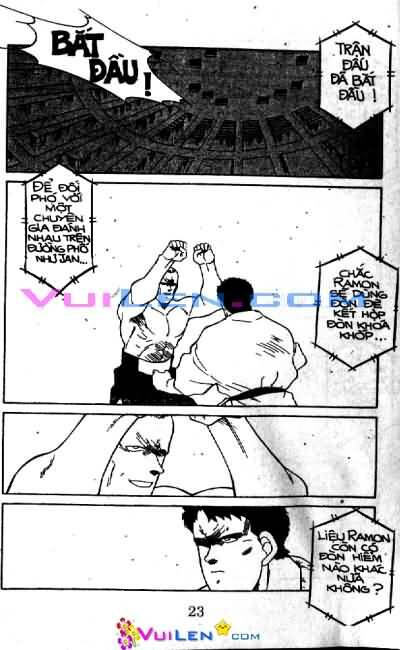 BẮT
ĐẦU!
TRẬN
ĐẤU
ĐÃ BẮT
ĐẦU!
ĐỂ ĐỐI
PHÓ VỚI
MỘT
CHUYÊN
GIA ĐÁNH
NHAU TRÊN
ĐƯỜNG PHỐ
NHƯ JAN...
CHẮC
RAMON
SẼ DÙNG
ĐÒN ĐỂ
KẾT HỢP
ĐÒN KHÓA
KHỚP...
VUILEN.COM
LIỆU RAMON
CÒN CÓ
ĐÒN HIỂM
NÀO KHÁC
NỮA
KHÔNG?
23
VUILEN.COM